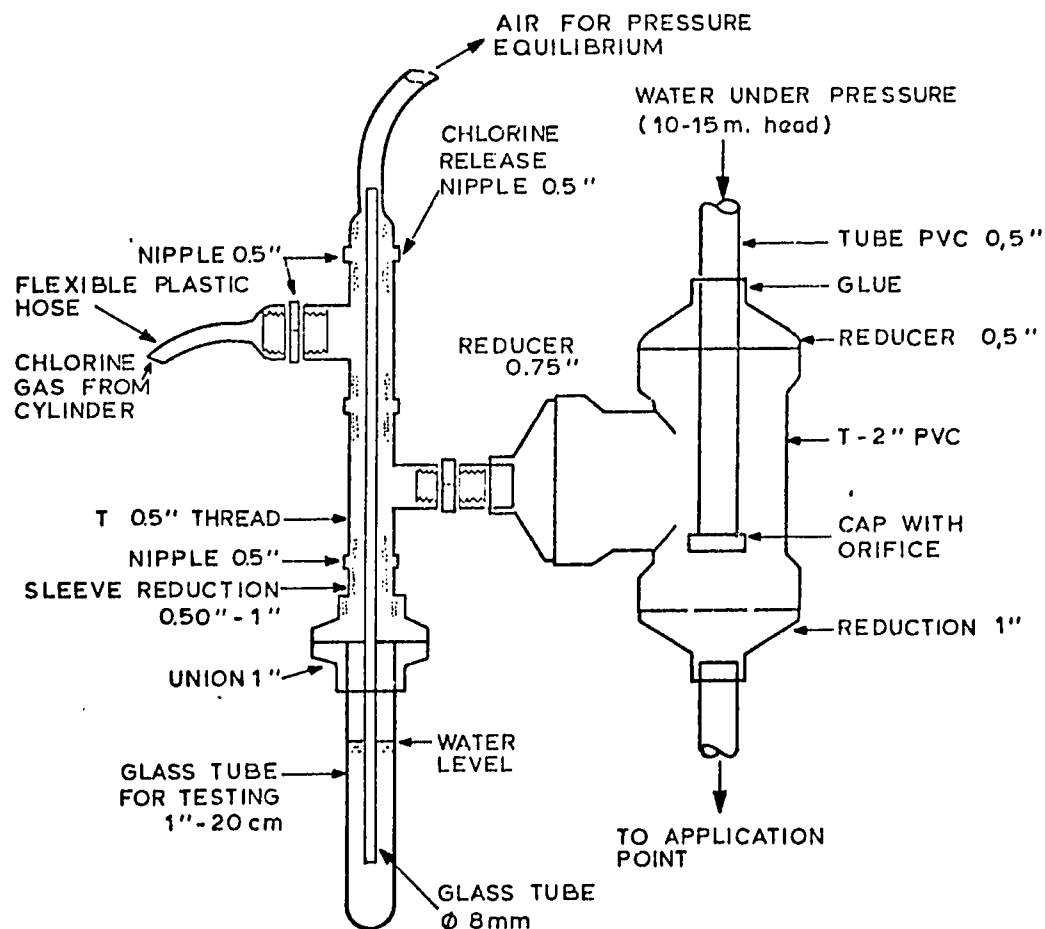 AIR FOR PRESSURE
EQUILIBRIUM
WATER UNDER PRESSURE
(10-15m. head)
CHLORINE
RELEASE
NIPPLE 0.5"
NIPPLE 0.5"
FLEXIBLE PLASTIC
HOSE
CHLORINE
GAS FROM
CYLINDER
TUBE PVC 0,5"
GLUE
REDUCER 0,5"
REDUCER
0.75"
T-2" PVC
CAP WITH
ORIFICE
T 0.5" THREAD
NIPPLE 0.5"
SLEEVE REDUCTION
0.50"-1"
REDUCTION 1"
UNION 1"
WATER
LEVEL
GLASS TUBE
FOR TESTING
1"-20cm
TO APPLICATION
POINT
GLASS TUBE
Φ 8mm